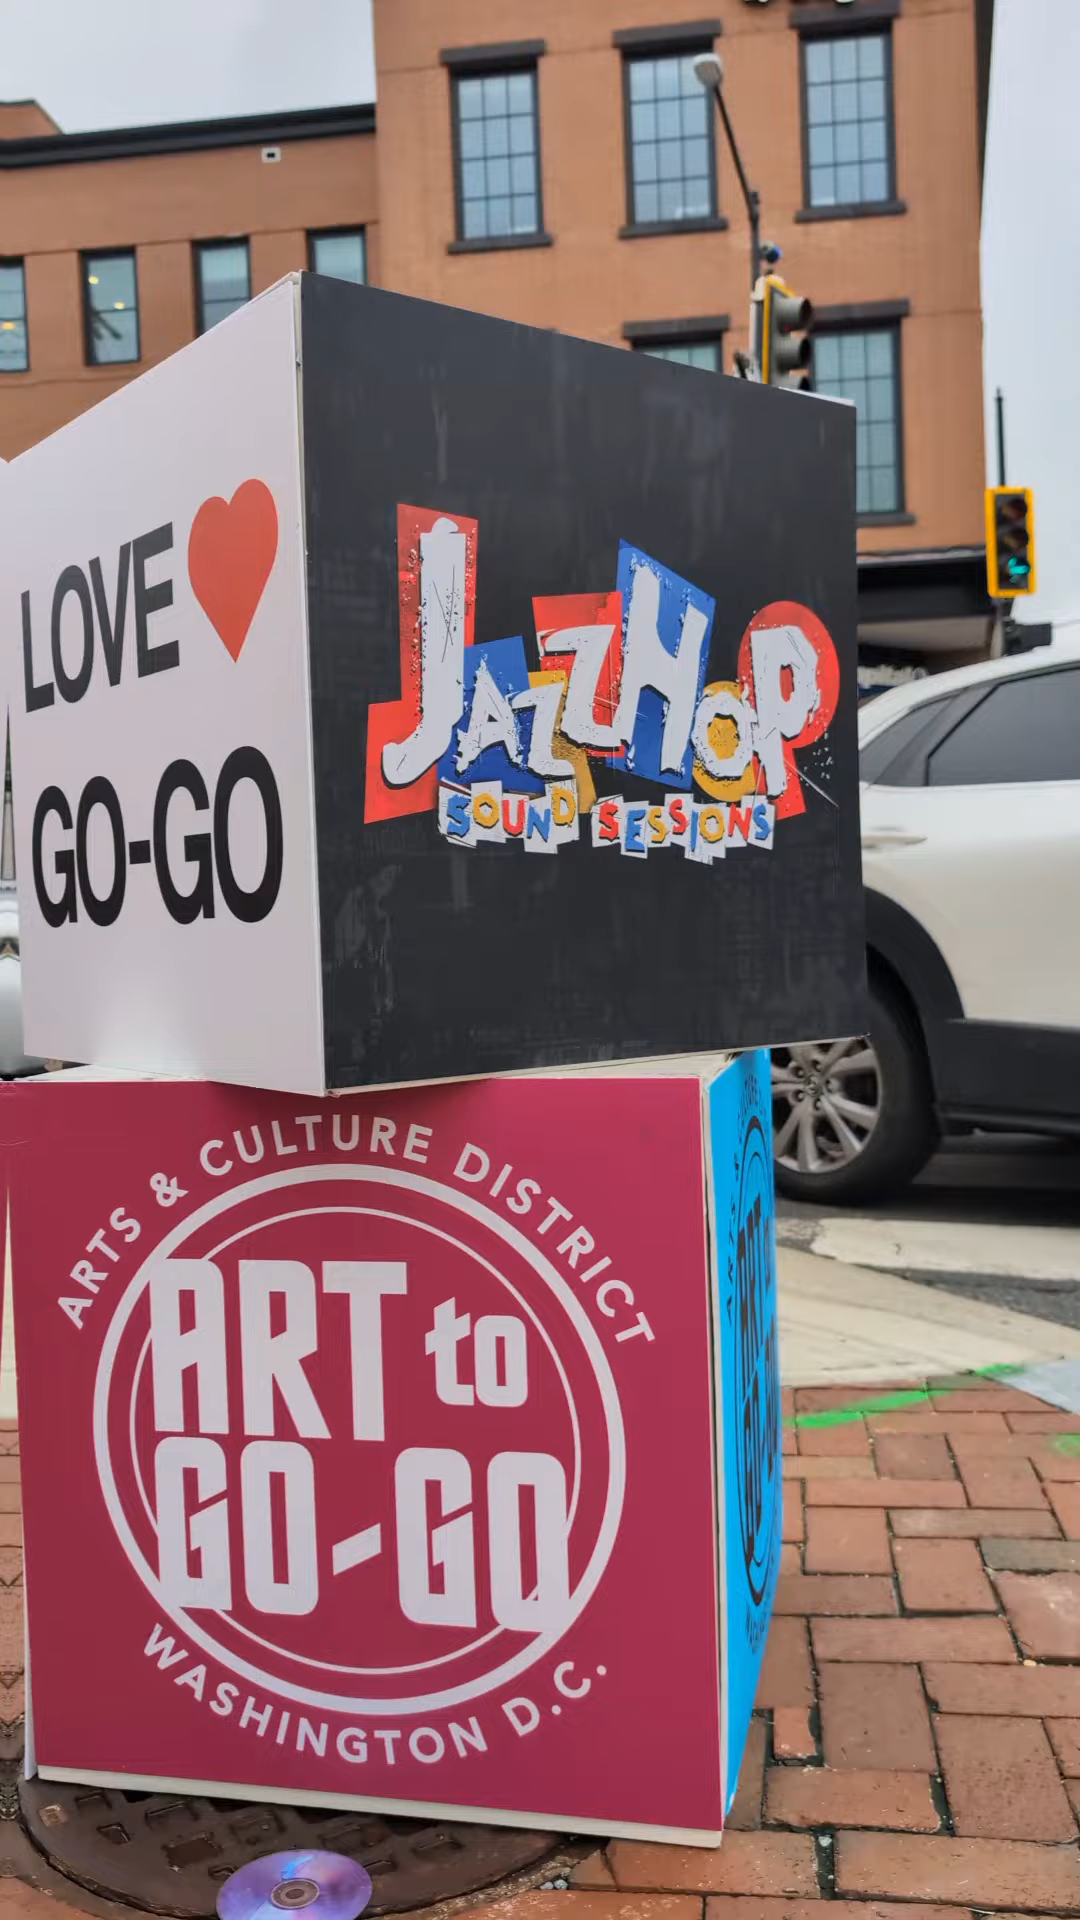 LOVE
GO-GO
JAZZHOP
SOUND SESSIONS
ARTS & CULTURE DISTRICT
ART to
GO-GO
WASHINGTON D.C.